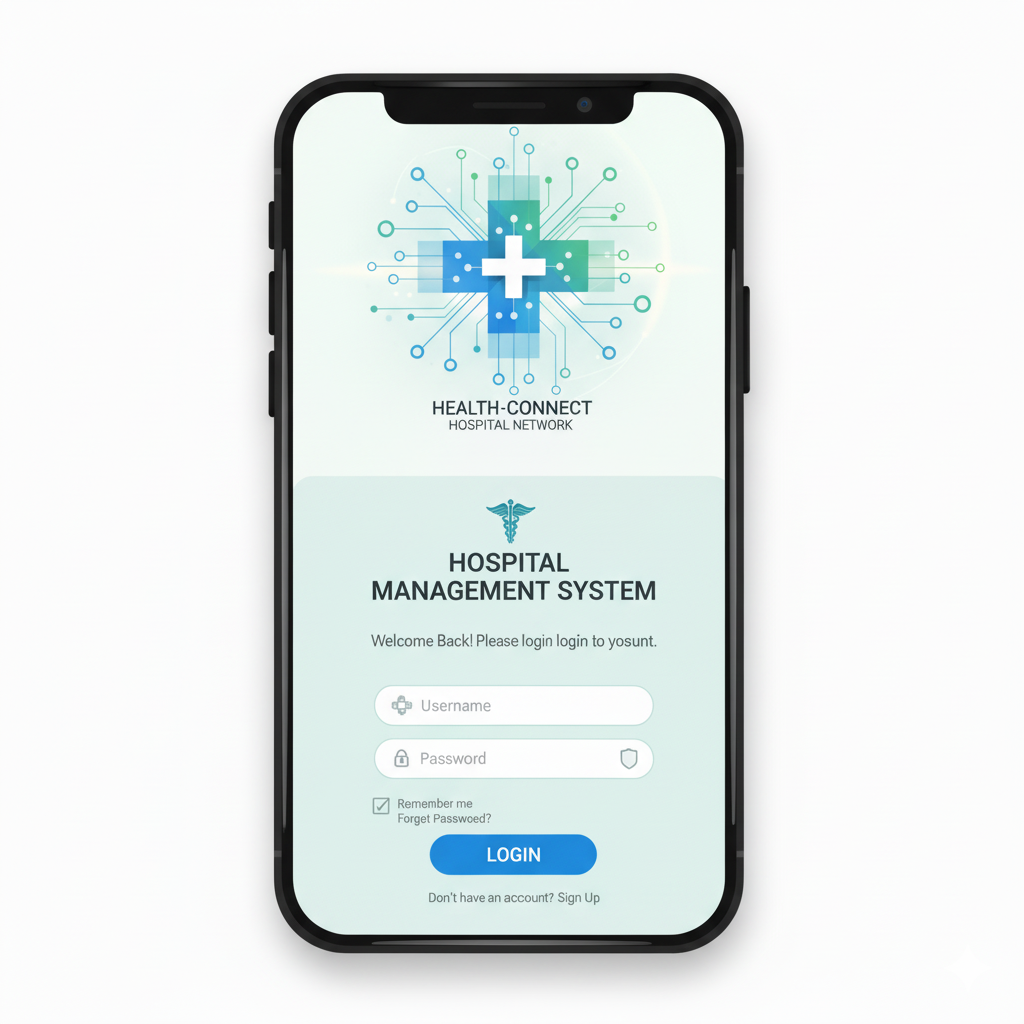 HEALTH-CONNECT
HOSPITAL NETWORK
HOSPITAL
MANAGEMENT SYSTEM
Welcome Back! Please login login to yosunt.
Username
Password
Remember me
Forget Passwoed?
LOGIN
Don't have an account? Sign Up